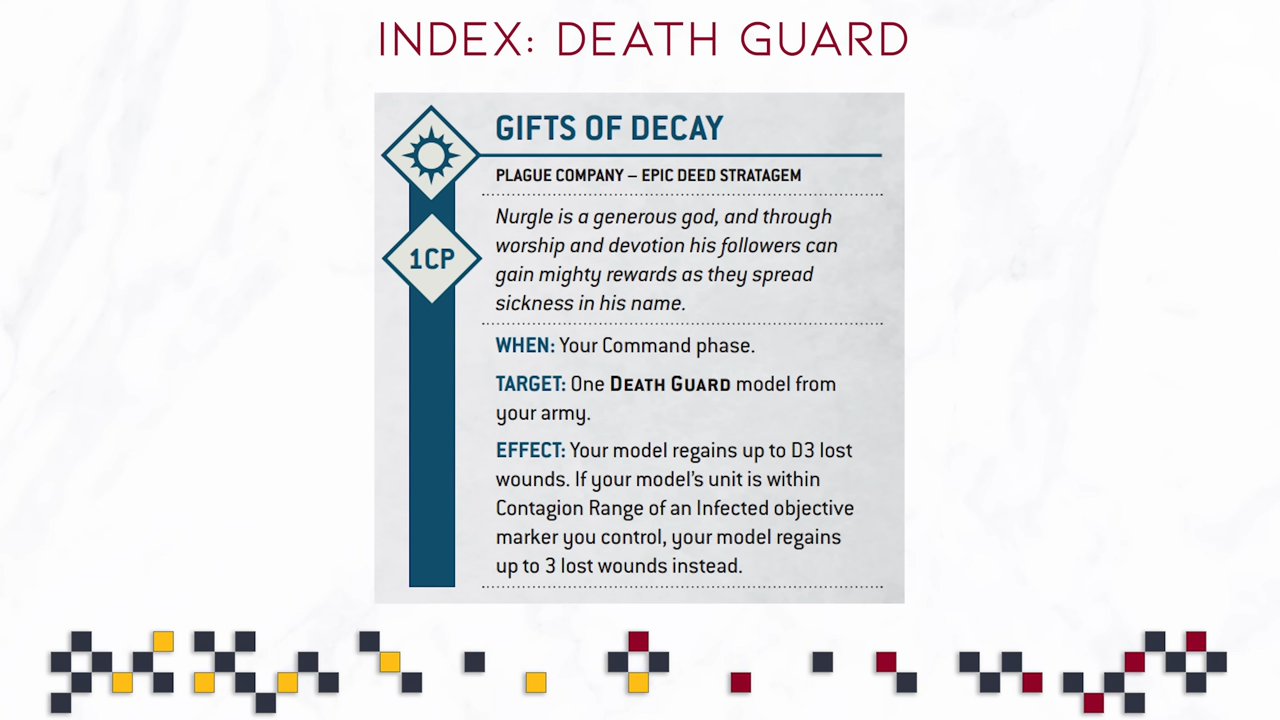 INDEX: DEATH GUARD
GIFTS OF DECAY
PLAGUE COMPANY – EPIC DEED STRATAGEM
1CP
Nurgle is a generous god, and through
worship and devotion his followers can
gain mighty rewards as they spread
sickness in his name.
WHEN: Your Command phase.
TARGET: One DEATH GUARD model from
your army.
EFFECT: Your model regains up to D3 lost
wounds. If your model's unit is within
Contagion Range of an Infected objective
marker you control, your model regains
up to 3 lost wounds instead.